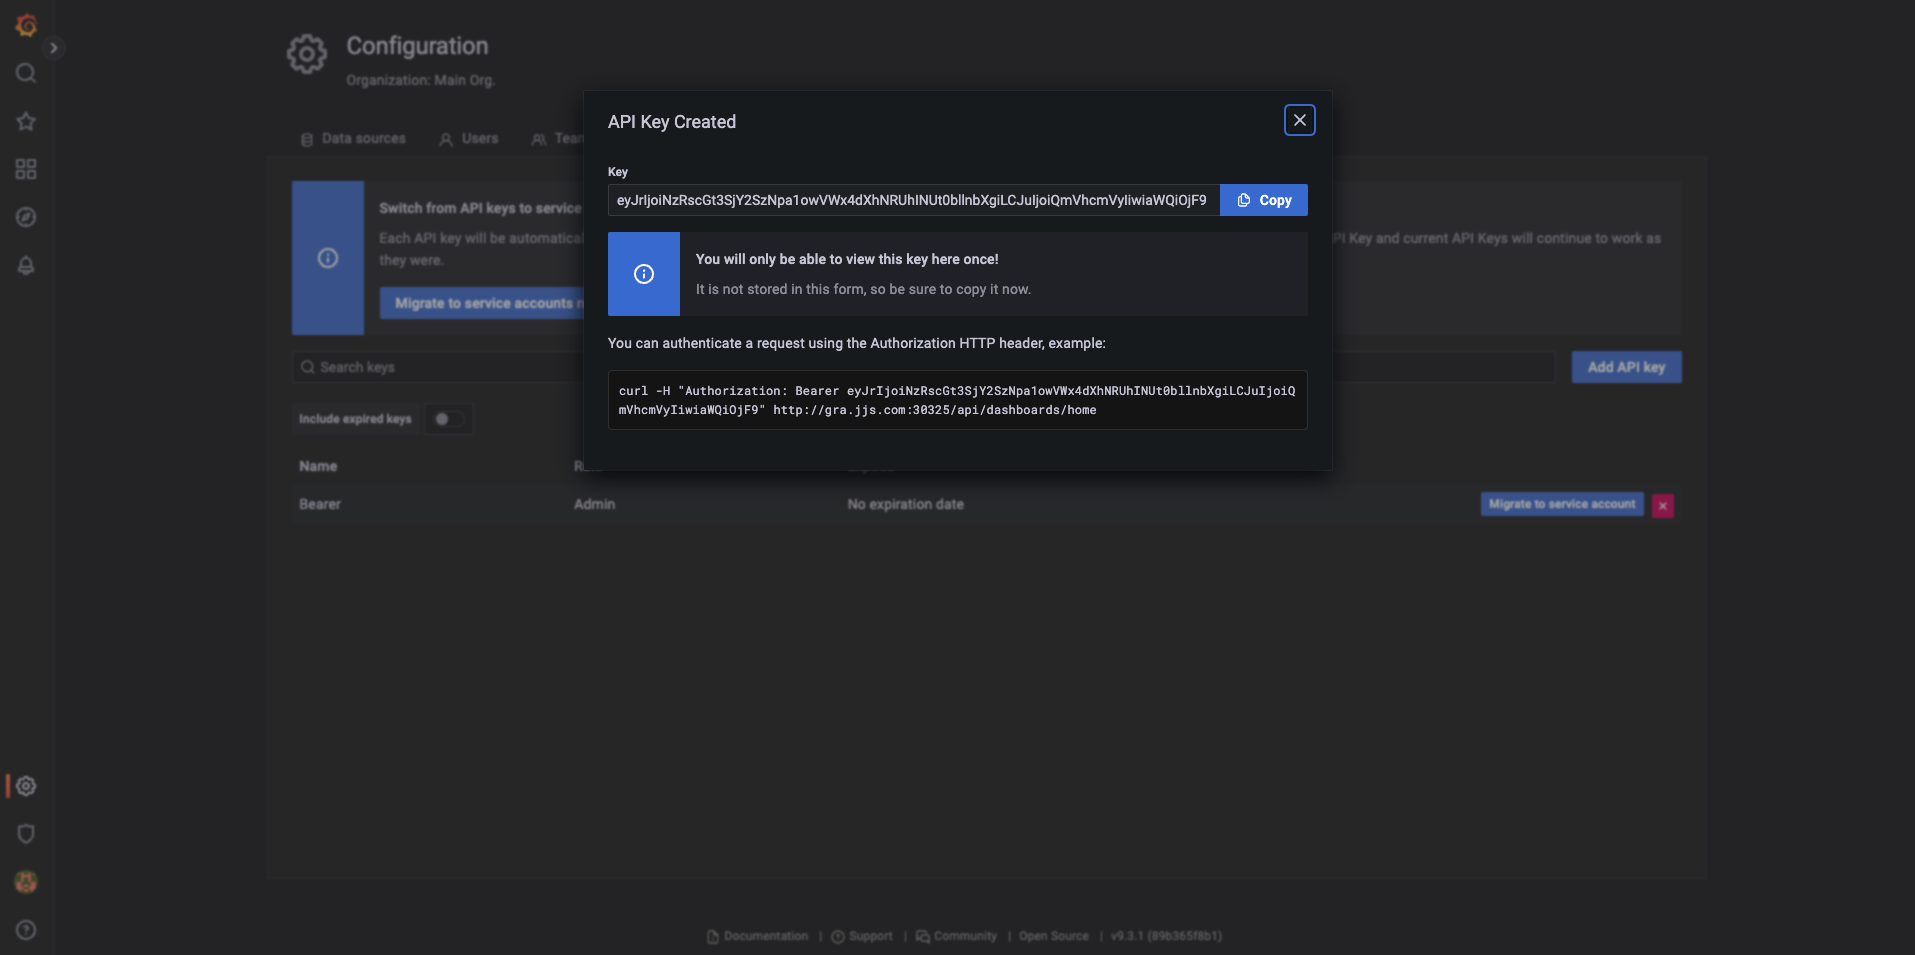 Configuration
Organization: Main Org.
Data sources
Users
API Key Created
Key
eyJrIjoiNzRscGt3SjY2SzNpa1owVWx4dXhNRUhINUt0bllnbXgiLCJuIjoiQmVhcmVyIiwiaWQiOjF9
Copy
You will only be able to view this key here once!
It is not stored in this form, so be sure to copy it now.
You can authenticate a request using the Authorization HTTP header, example:
curl -H "Authorization: Bearer eyJrIjoiNzRscGt3SjY2SzNpa1owVWx4dXhNRUhINUt0bllnbXgiLCJuIjoiQ
mVhcmVyIiwiaWQiOjF9" http://gra.jjs.com:30325/api/dashboards/home
Switch from API keys to service
Each API key will be automatical
PI Key and current API Keys will continue to work as
they were.
Migrate to service accounts n
Search keys
Add API key
Include expired keys
Name
Bearer
Admin
No expiration date
Migrate to service account
Documentation | Support | Community | Open Source | v9.3.1 (89b365f8b1)